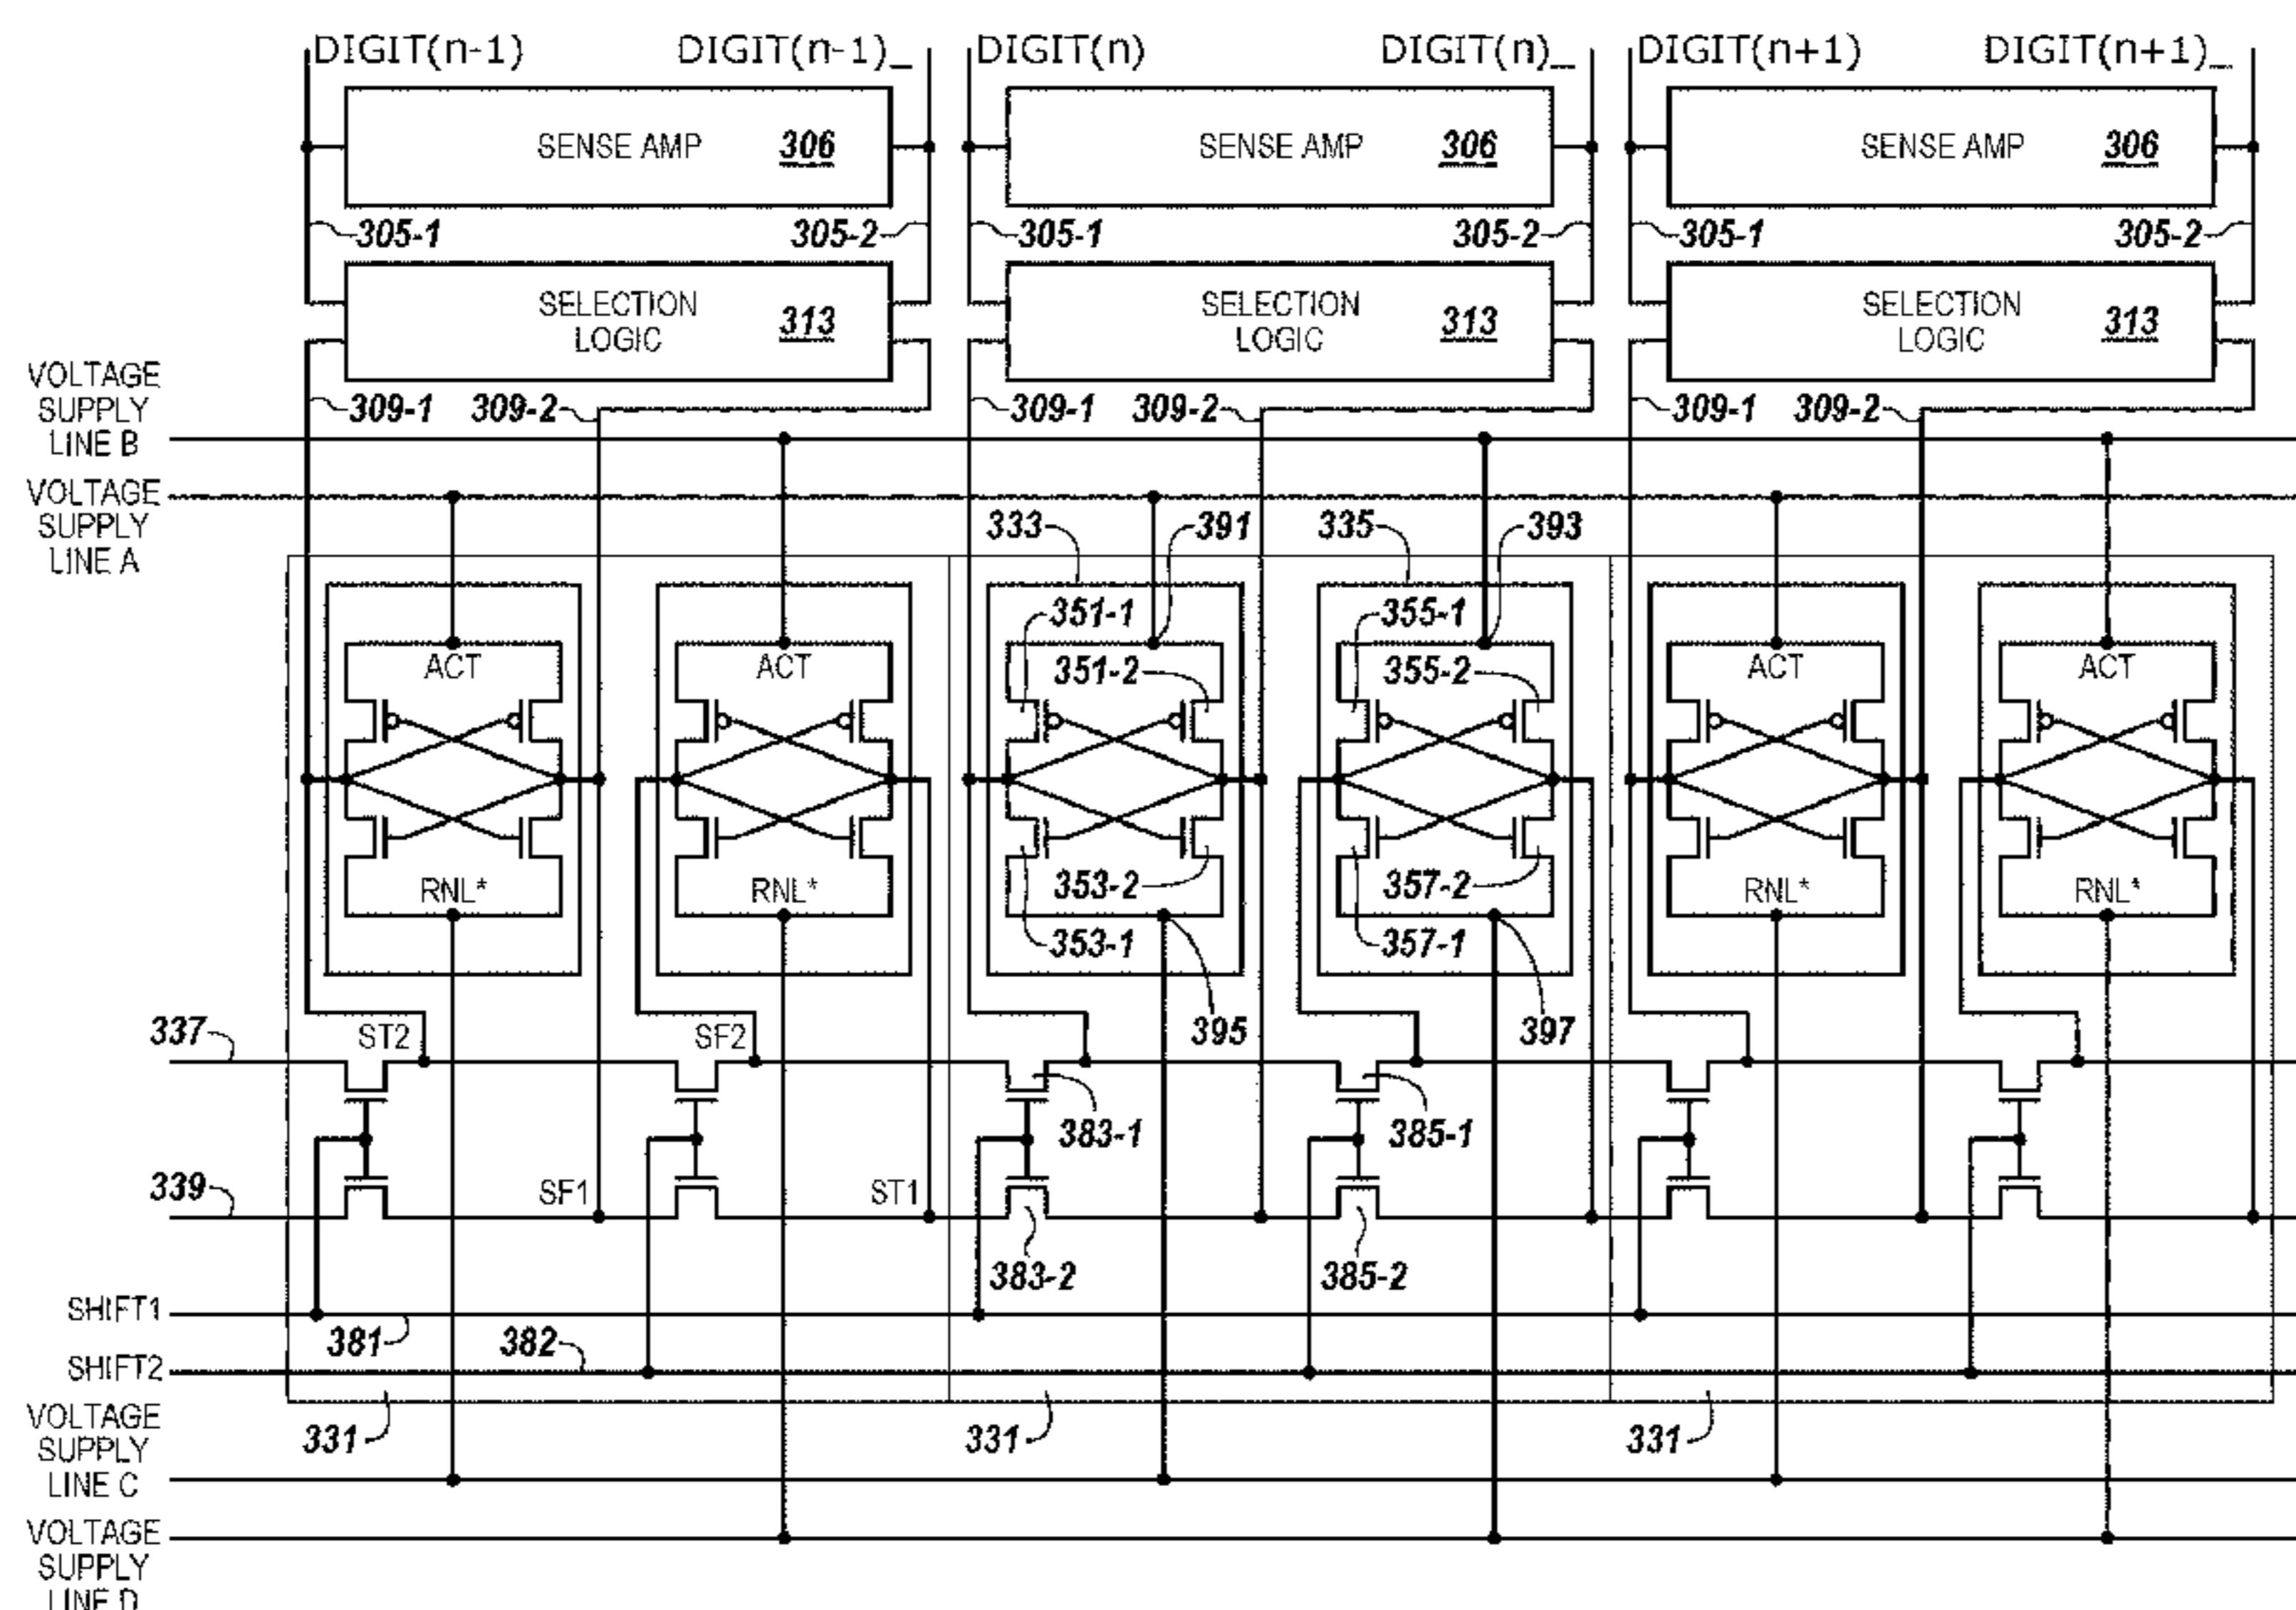 DIGIT(n-1) DIGIT(n-1)_ DIGIT(n) DIGIT(n)_ DIGIT(n+1) DIGIT(n+1)_
SENSE AMP 306 SENSE AMP 306 SENSE AMP 306
305-1 305-2 305-1 305-2 305-1 305-2
SELECTION
LOGIC 313
SELECTION
LOGIC 313
SELECTION
LOGIC 313
309-1 309-2 309-1 309-2 309-1 309-2
VOLTAGE
SUPPLY
LINE B
VOLTAGE
SUPPLY
LINE A
333 391 335 393
351-1 355-1
ACT ACT 351-2 355-2 ACT ACT
RNL* RNL* 353-2 357-2 RNL* RNL*
353-1 357-1
337 ST2 SF2 395 397
383-1 385-1
339 SF1 ST1
383-2 385-2
SHIFT1
381 382
SHIFT2
331 331 331
VOLTAGE
SUPPLY
LINE C
VOLTAGE
SUPPLY
LINE D